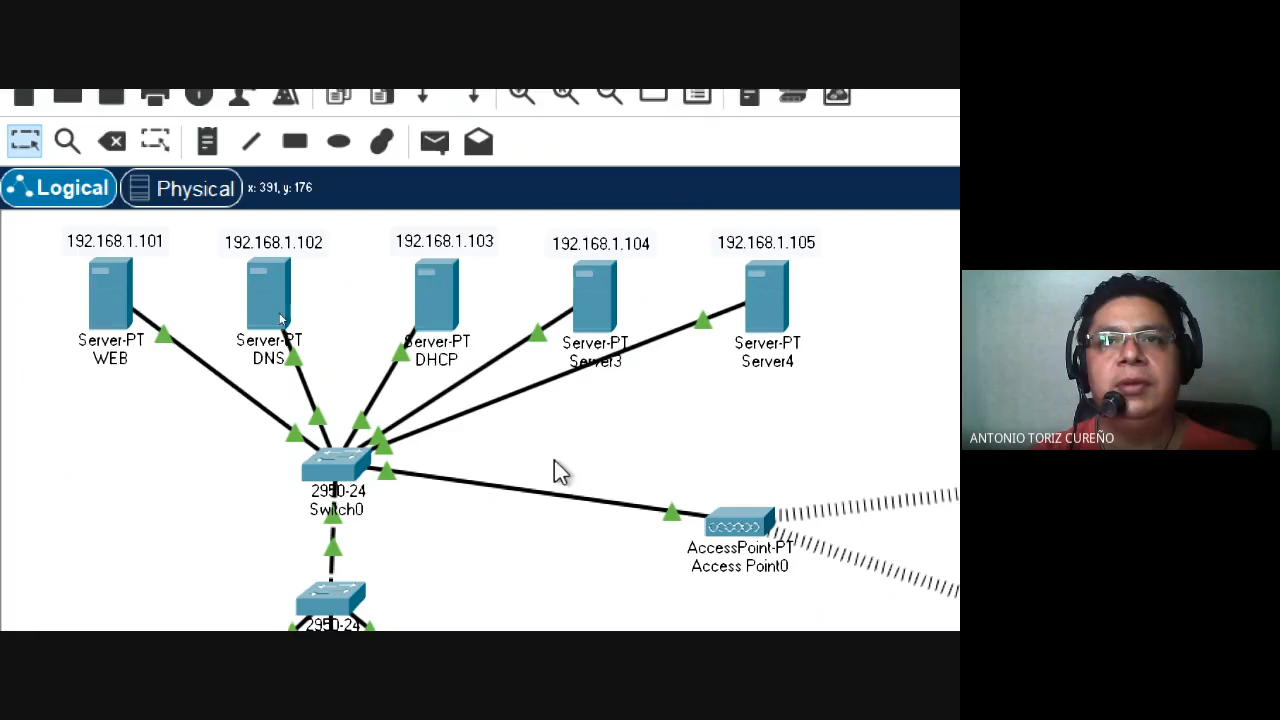 Logical
Physical
x: 391, y: 176
192.168.1.101
192.168.1.102
192.168.1.103
192.168.1.104
192.168.1.105
Server-PT
WEB
Server-PT
DNS
Server-PT
DHCP
Server-PT
Server3
Server-PT
Server4
2950-24
Switch0
AccessPoint-PT
Access Point0
2950-24
ANTONIO TORIZ CUREÑO